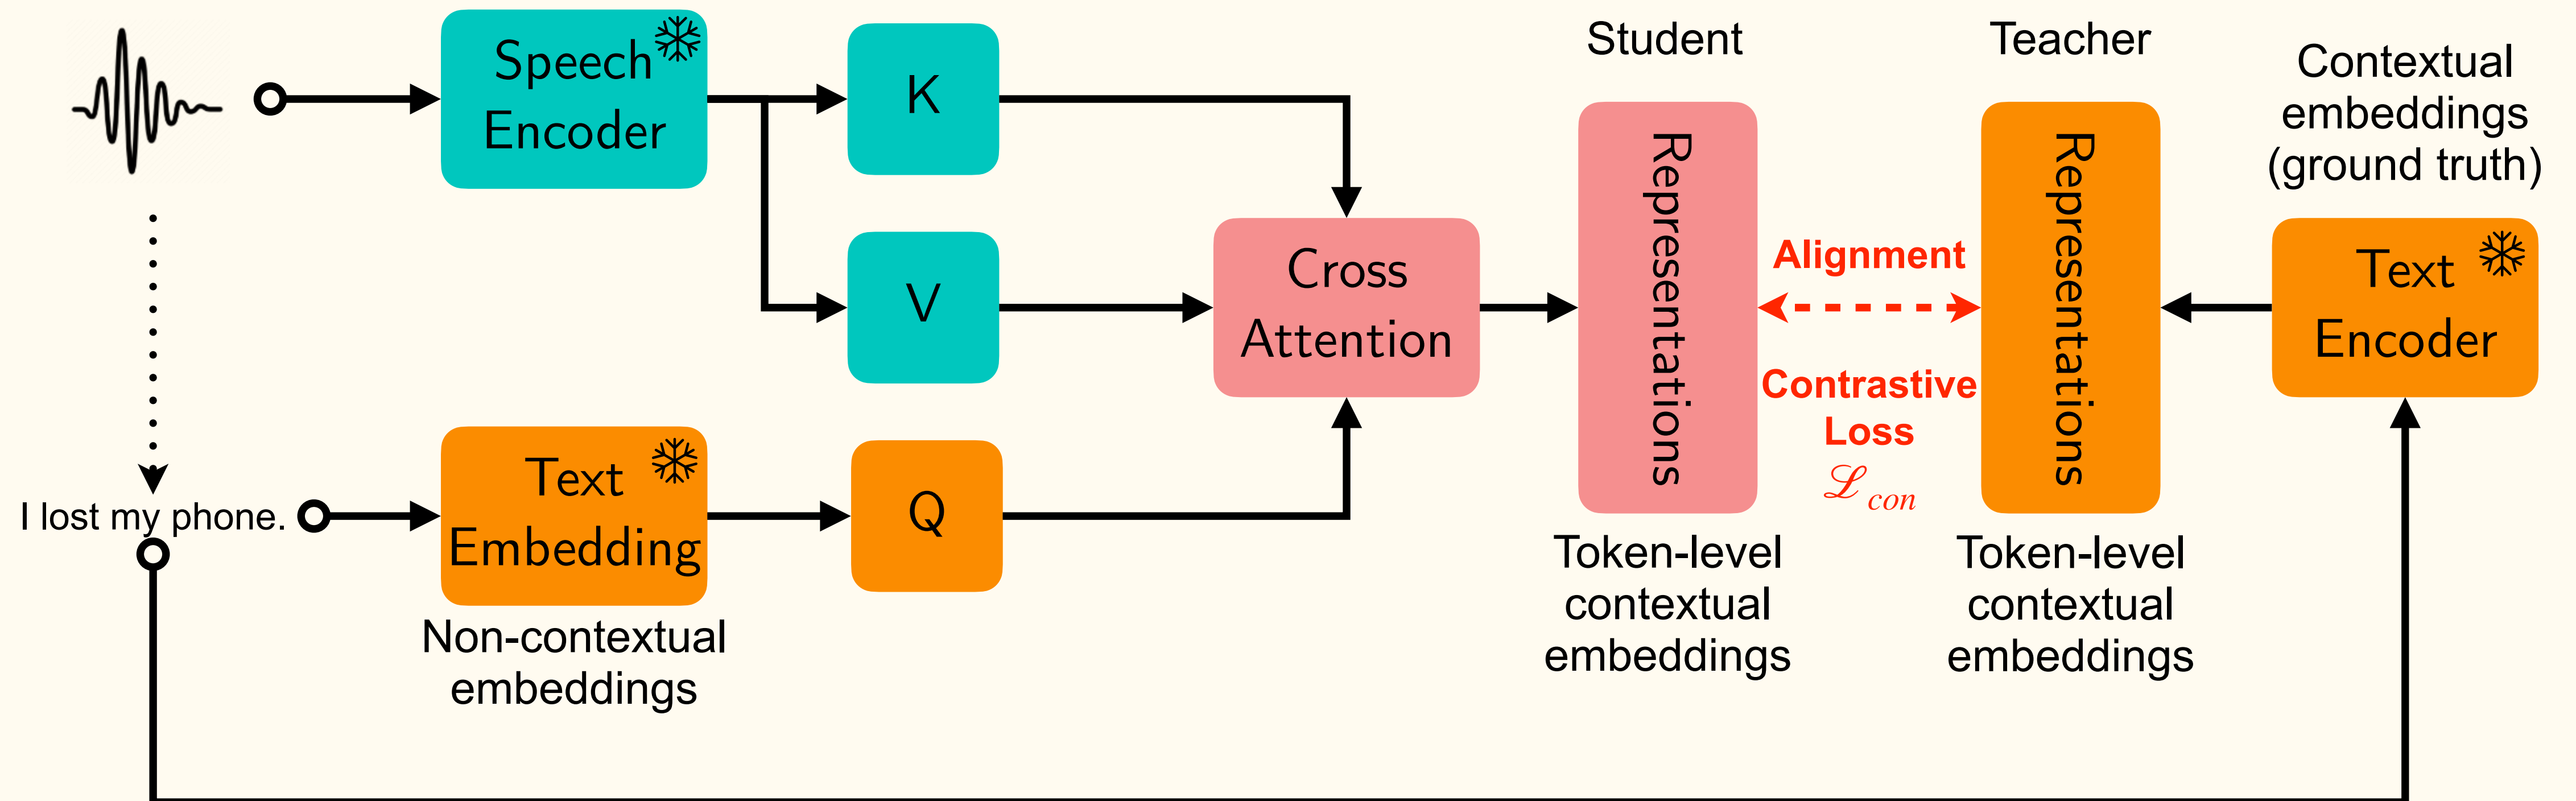 Speech
Encoder
K
V
I lost my phone.
Text
Embedding
Non-contextual
embeddings
Q
Cross
Attention
Student
Representations
Token-level
contextual
embeddings
Alignment
Contrastive
Loss
ℒ con
Teacher
Representations
Token-level
contextual
embeddings
Contextual
embeddings
(ground truth)
Text
Encoder